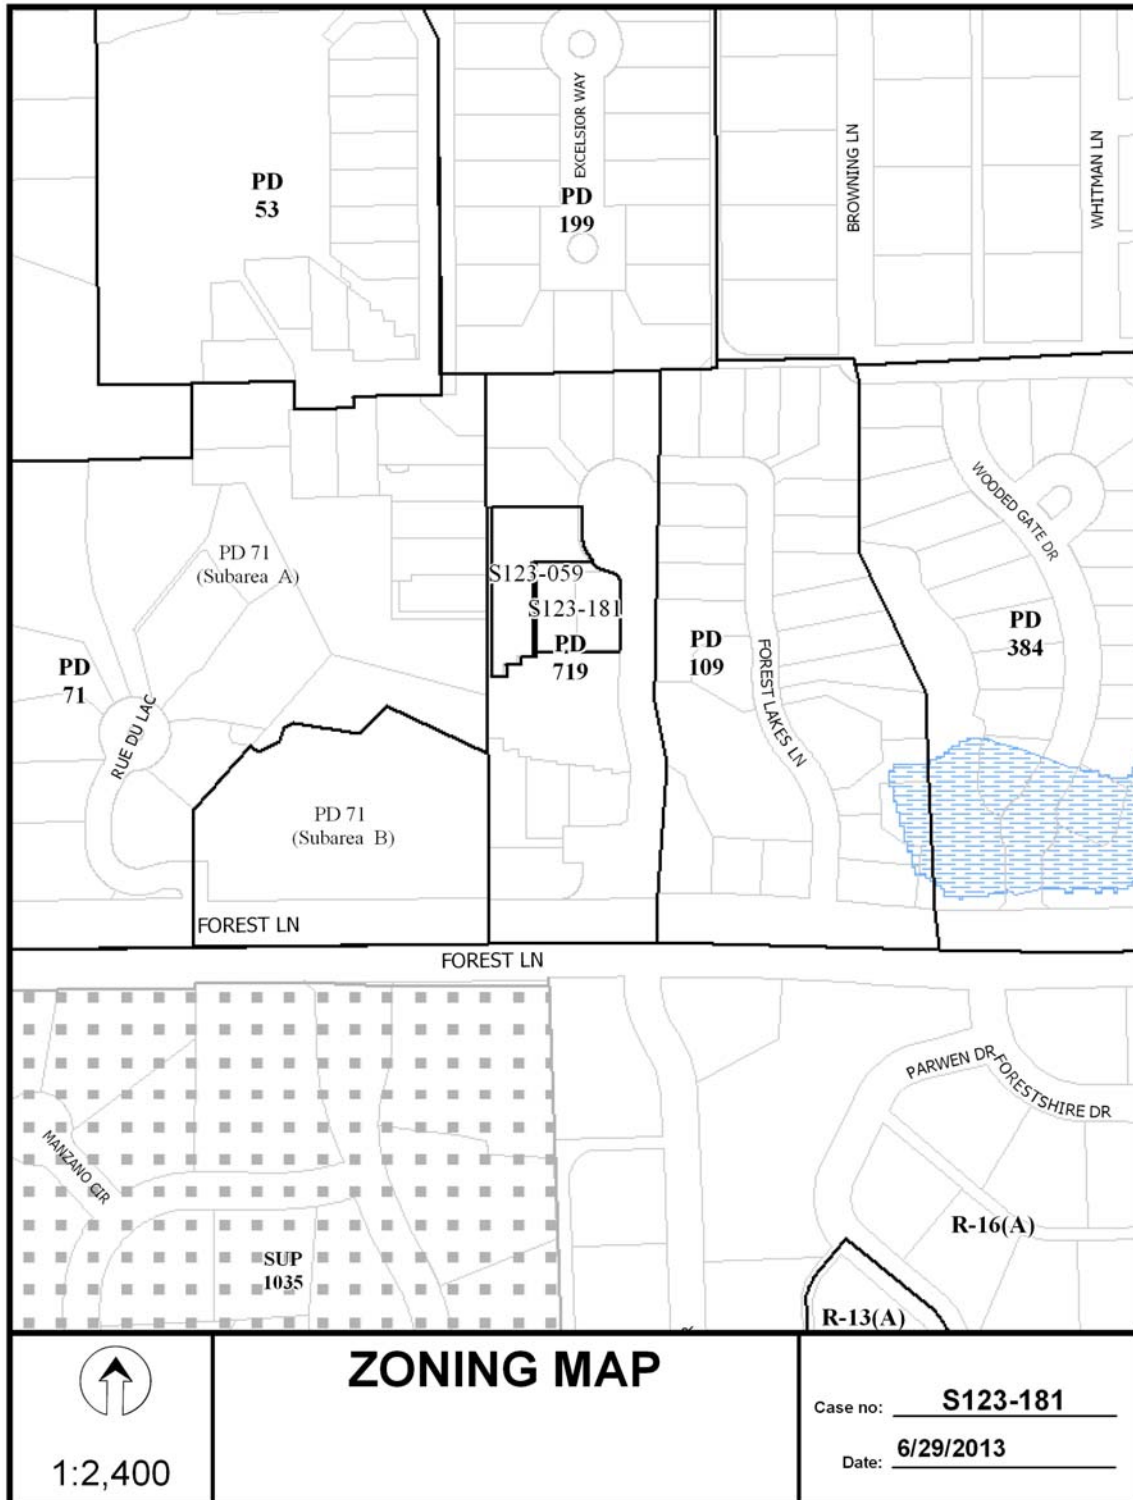 EXCELSIOR WAY
BROWNING LN
WHITMAN LN
PD
53
PD
199
WOODED GATE DR
PD 71
(Subarea A)
S123-059
S123-181
PD
719
PD
109
PD
384
PD
71
RUE DU LAC
FOREST LAKES LN
PD 71
(Subarea B)
FOREST LN
FOREST LN
PARWEN DR
FORESTSHIRE DR
MANZANO CIR
R-16(A)
SUP
1035
R-13(A)
ZONING MAP
1:2,400
Case no: S123-181
Date: 6/29/2013